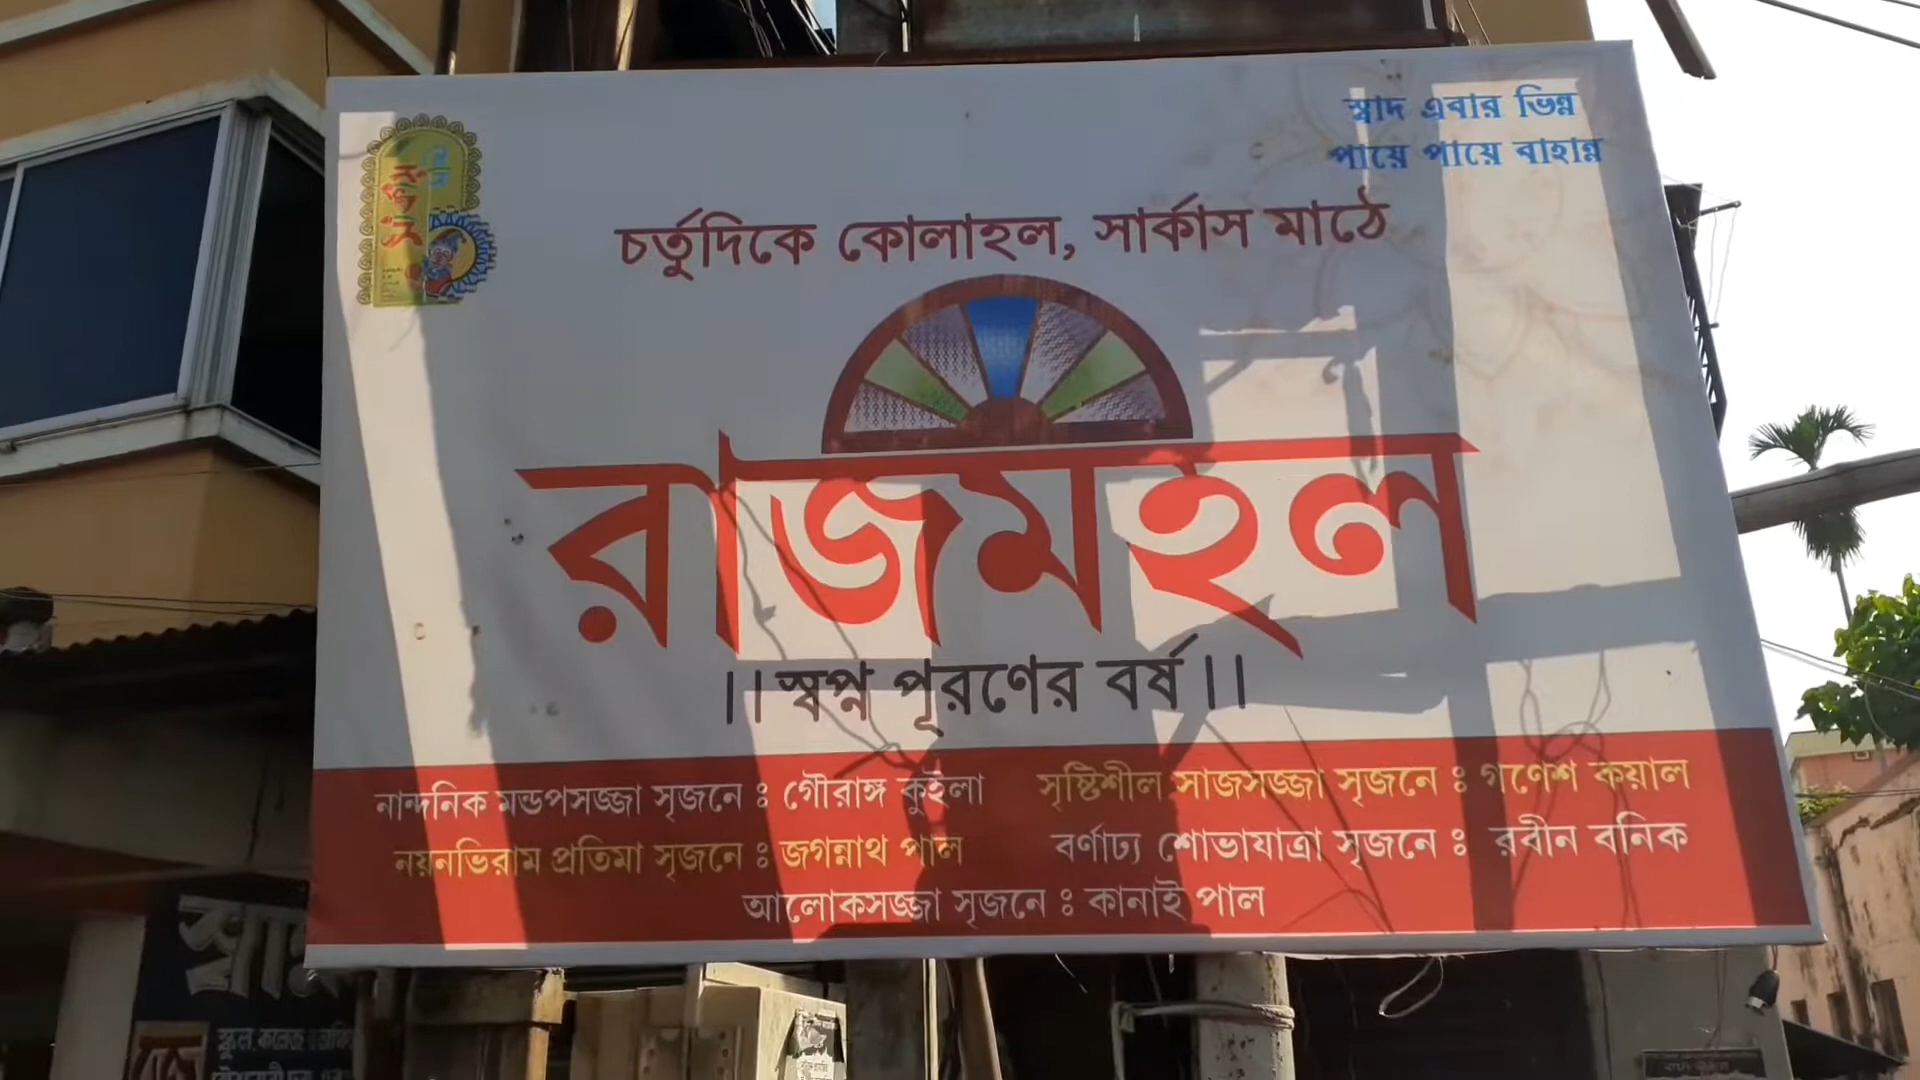 স্বাদ এবার ভিন্ন
পায়ে পায়ে বাহান্ন
চর্তুদিকে কোলাহল, সার্কাস মাঠে
রাজমহল
||স্বপ্ন পূরণের বর্ষ||
নান্দনিক মন্ডপসজ্জা সৃজনে ঃ গৌরাঙ্গ কুইলা
সৃষ্টিশীল সাজসজ্জা সৃজনে ঃ গণেশ কয়াল
নয়নভিরাম প্রতিমা সৃজনে ঃ জগন্নাথ পাল
বর্ণাঢ্য শোভাযাত্রা সৃজনে ঃ রবীন বনিক
আলোকসজ্জা সৃজনে ঃ কানাই পাল
স্কুল, কলেজ ও